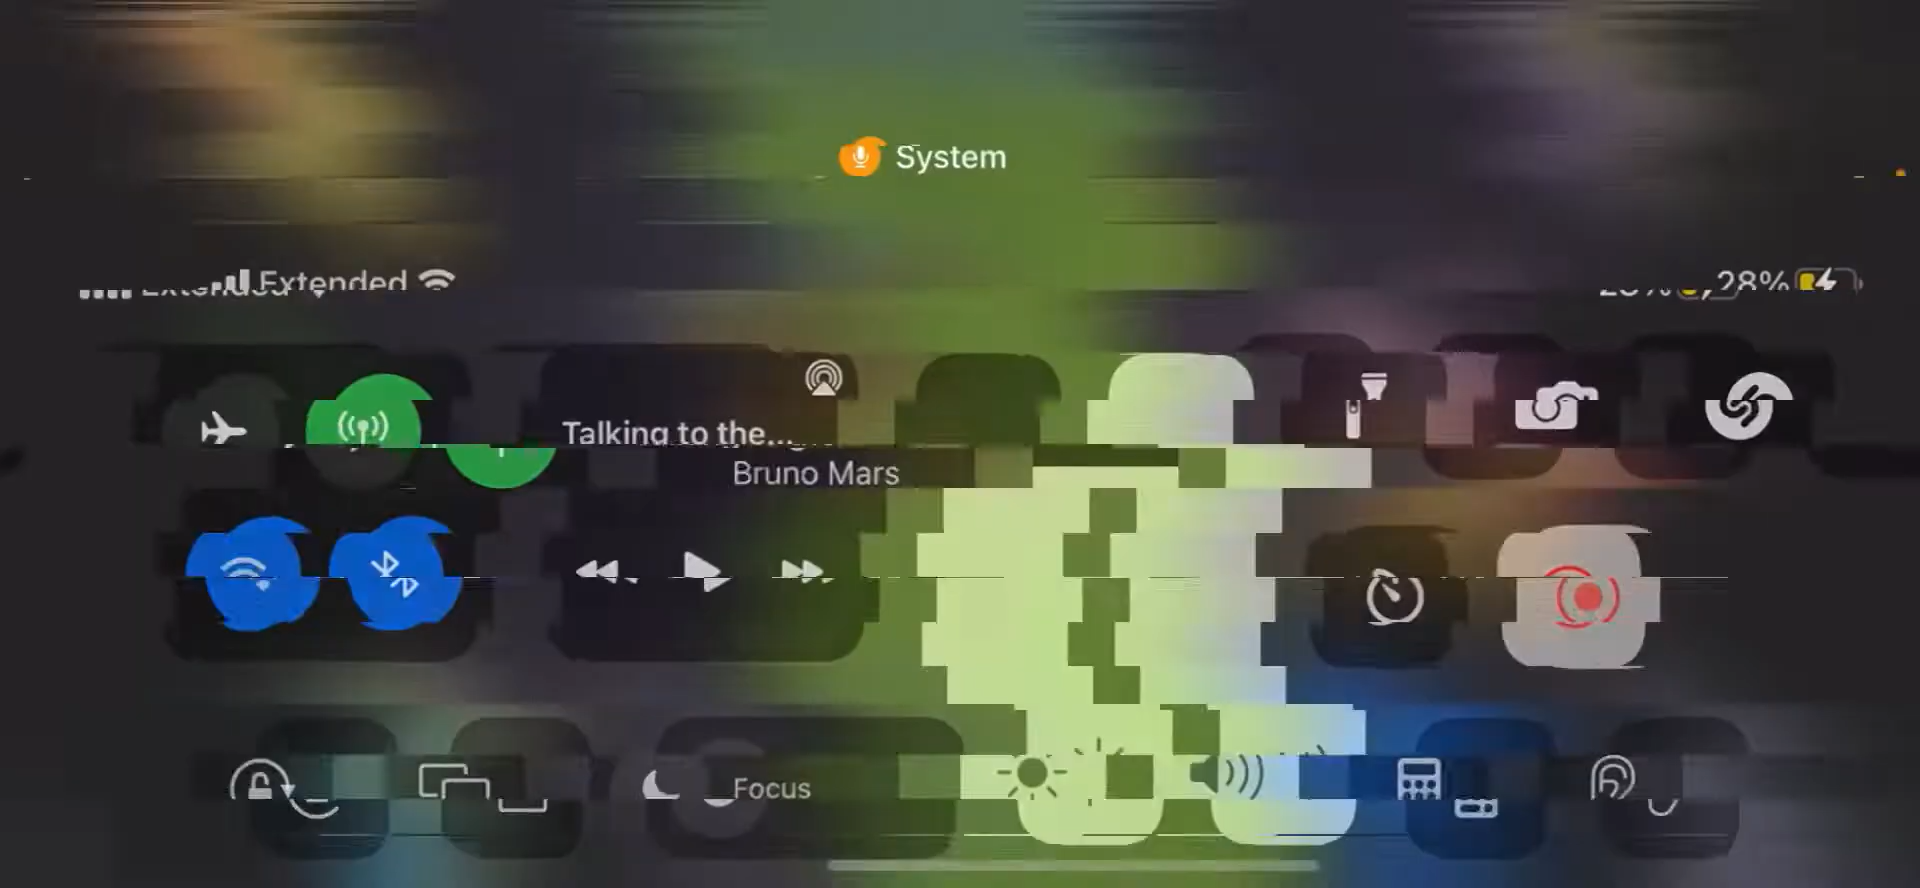 System
Extended
28%
Talking to the...
Bruno Mars
Focus